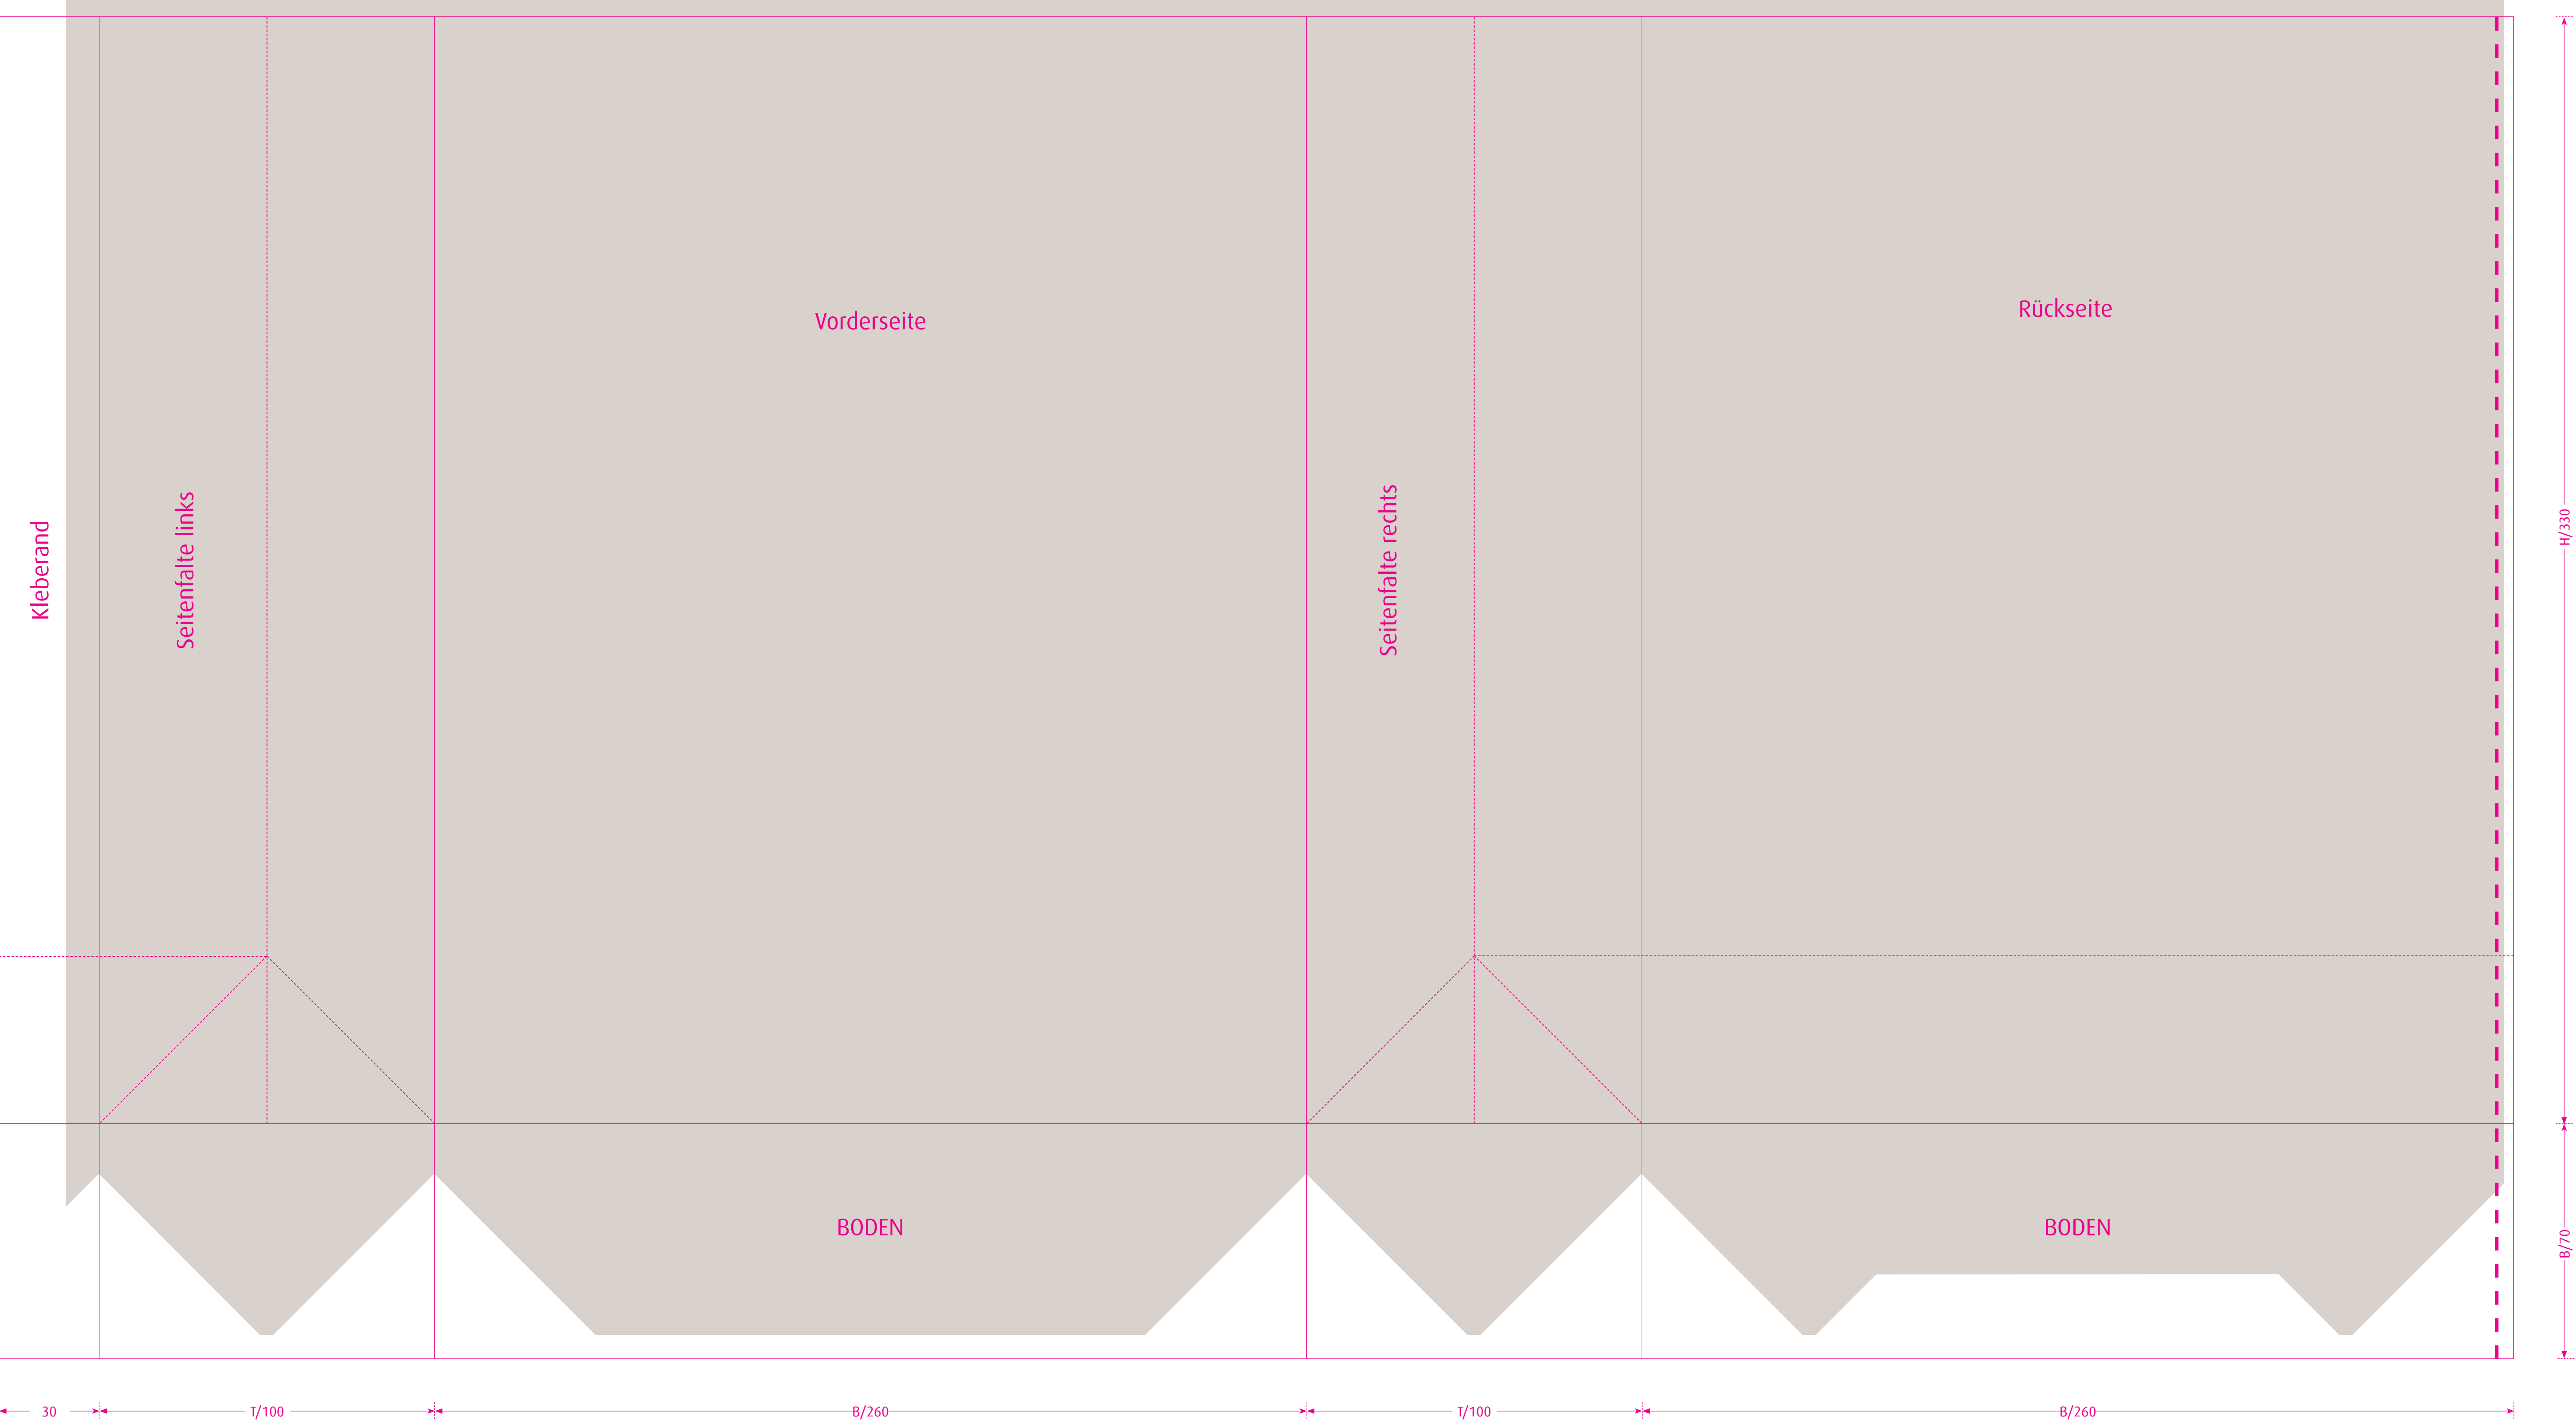 Rückseite
Vorderseite
Kleberand
Seitenfalte links
Seitenfalte rechts
H/330
BODEN
BODEN
B/70
30
T/100
B/260
T/100
B/260